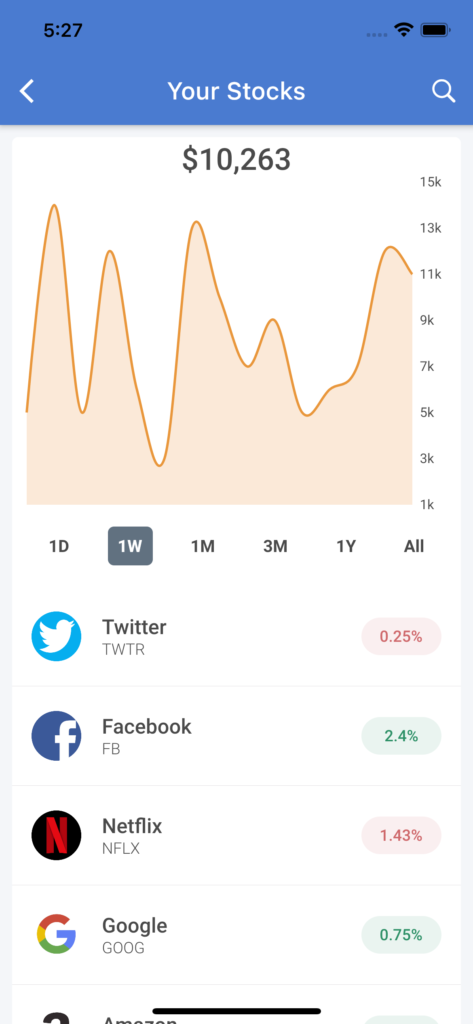 5:27
Your Stocks
$10,263
15k
13k
11k
9k
7k
5k
3k
1k
1D 1W 1M 3M 1Y All
Twitter
TWTR
0.25%
Facebook
FB
2.4%
Netflix
NFLX
1.43%
Google
GOOG
0.75%
Amazon